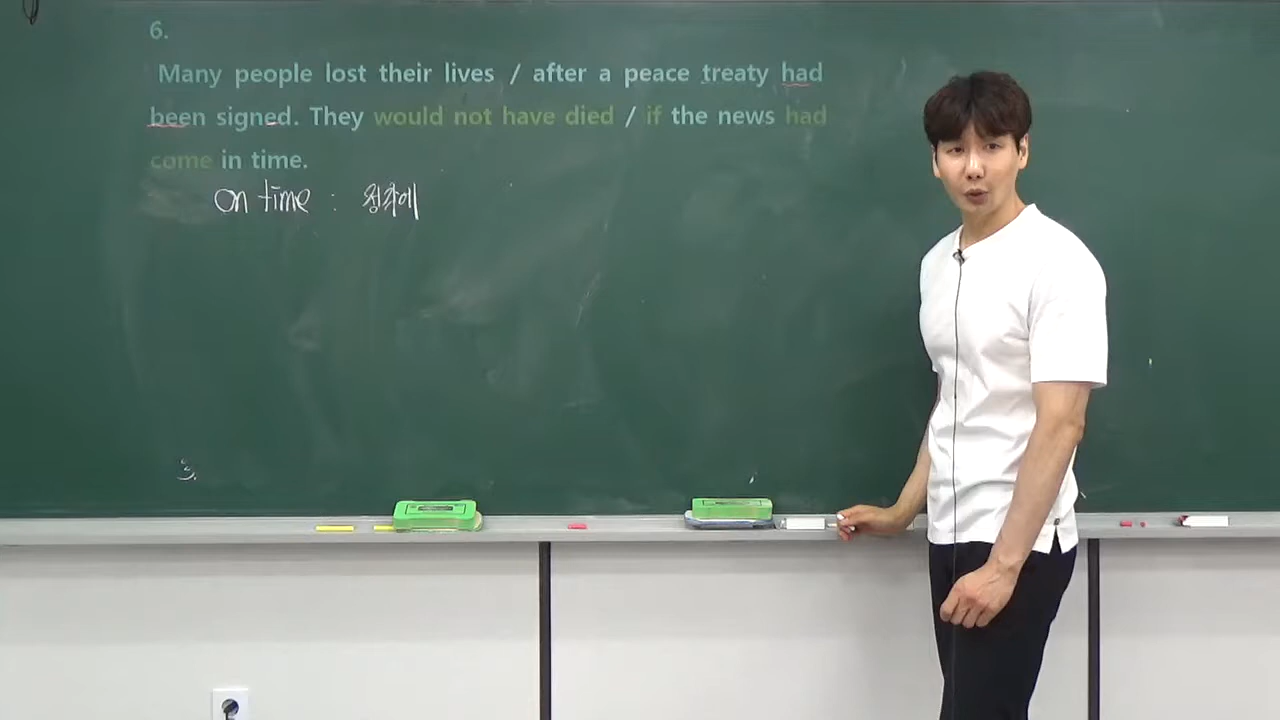 6.
Many people lost their lives / after a peace treaty had
been signed. They would not have died / if the news had
come in time.
on time : 정각에